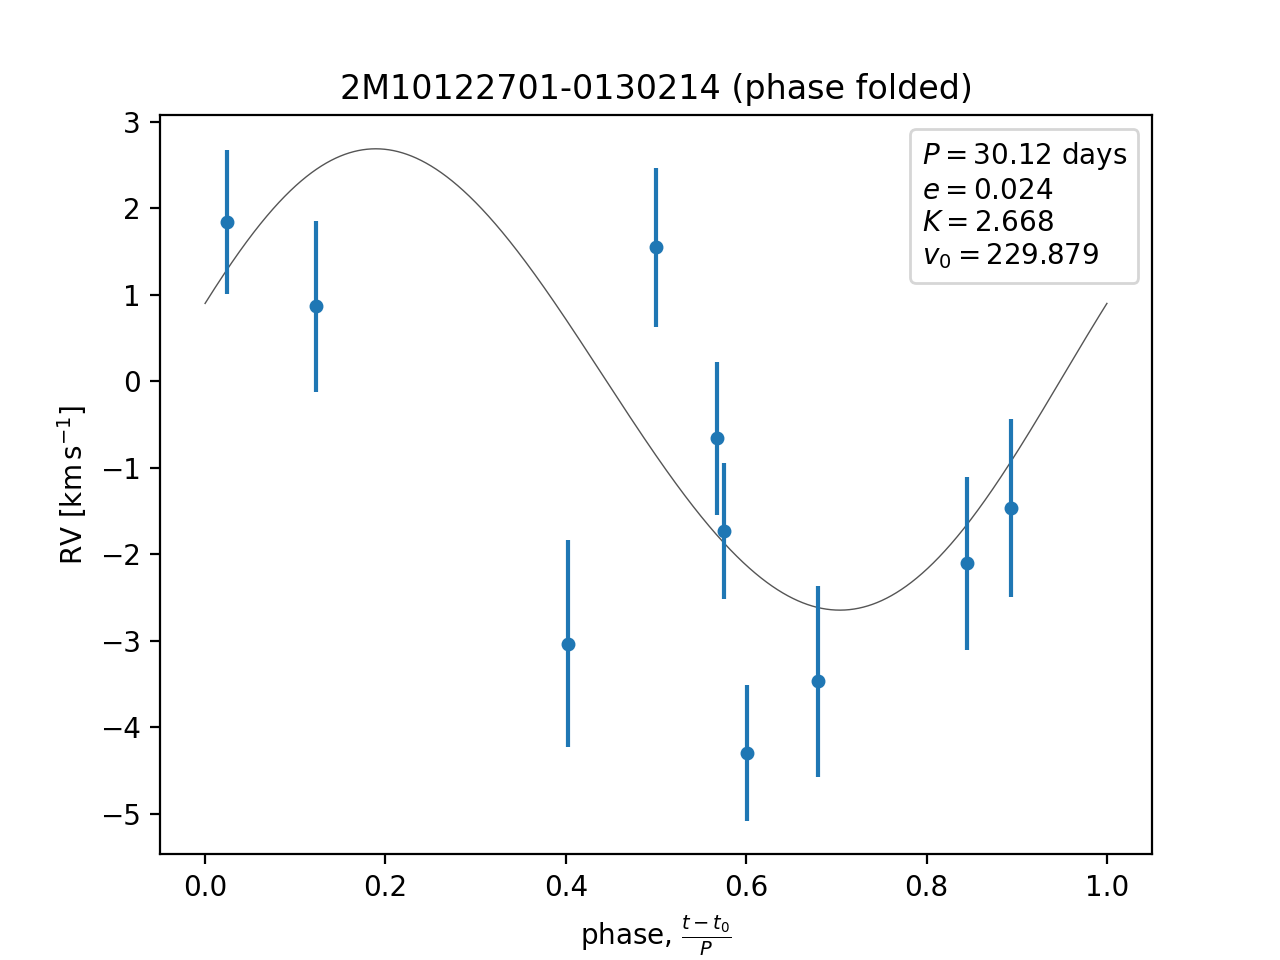 2M10122701-0130214 (phase folded)
P = 30.12 days
e = 0.024
K = 2.668
v₀ = 229.879
3
2
1
0
−1
−2
−3
−4
−5
RV [km s⁻¹]
0.0 0.2 0.4 0.6 0.8 1.0
phase, (t − t₀)/P